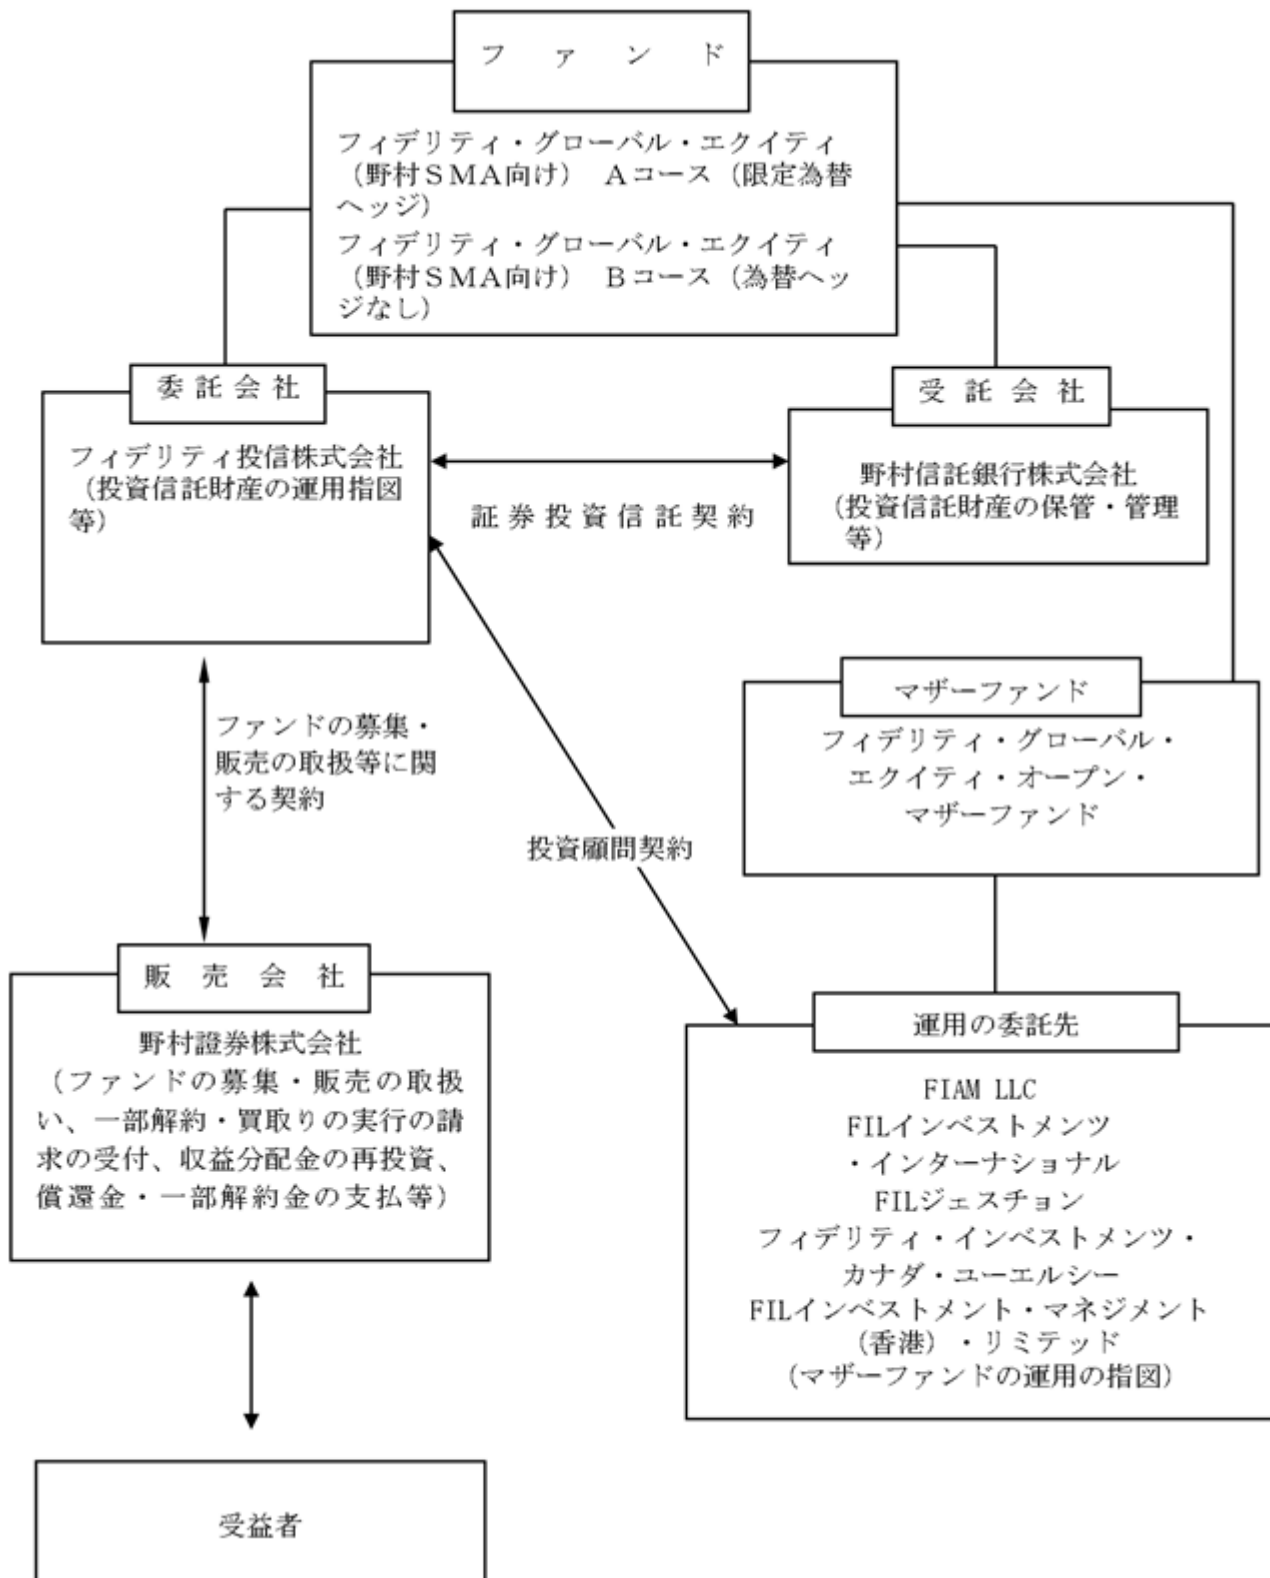 ファンド
フィデリティ・グローバル・エクイティ
（野村ＳＭＡ向け）　Ａコース（限定為替
ヘッジ）
フィデリティ・グローバル・エクイティ
（野村ＳＭＡ向け）　Ｂコース（為替ヘッ
ジなし）
委託会社
フィデリティ投信株式会社
（投資信託財産の運用指図
等）
証券投資信託契約
受託会社
野村信託銀行株式会社
（投資信託財産の保管・管理
等）
ファンドの募集・
販売の取扱等に関
する契約
投資顧問契約
マザーファンド
フィデリティ・グローバル・
エクイティ・オープン・
マザーファンド
販売会社
野村證券株式会社
（ファンドの募集・販売の取扱
い、一部解約・買取りの実行の請
求の受付、収益分配金の再投資、
償還金・一部解約金の支払等）
運用の委託先
FIAM LLC
FILインベストメンツ
・インターナショナル
FILジェスチョン
フィデリティ・インベストメンツ・
カナダ・ユーエルシー
FILインベストメント・マネジメント
（香港）・リミテッド
（マザーファンドの運用の指図）
受益者